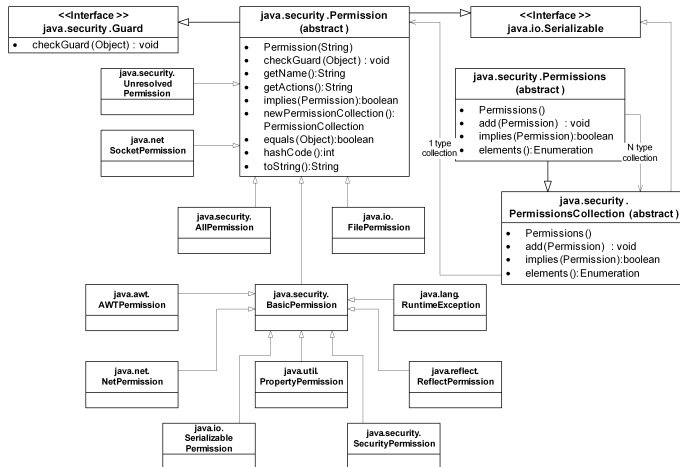 <<Interface >>
java.security.Guard
• checkGuard(Object) : void
java.security.Permission
(abstract )
• Permission(String)
• checkGuard(Object) : void
• getName():String
• getActions():String
• implies(Permission):boolean
• newPermissionCollection():
PermissionCollection
• equals(Object):boolean
• hashCode():int
• toString():String
<<Interface >>
java.io.Serializable
java.security.
Unresolved
Permission
java.net
SocketPermission
java.security.Permissions
(abstract )
• Permissions()
• add(Permission) : void
• implies(Permission):boolean
• elements():Enumeration
1 type
collection
N type
collection
java.security.
PermissionsCollection (abstract)
• Permissions()
• add(Permission) : void
• implies(Permission):boolean
• elements():Enumeration
java.security.
AllPermission
java.io.
FilePermission
java.awt.
AWTPermission
java.security.
BasicPermission
java.lang.
RuntimeException
java.net.
NetPermission
java.util.
PropertyPermission
java.reflect.
ReflectPermission
java.io.
Serializable
Permission
java.security.
SecurityPermission